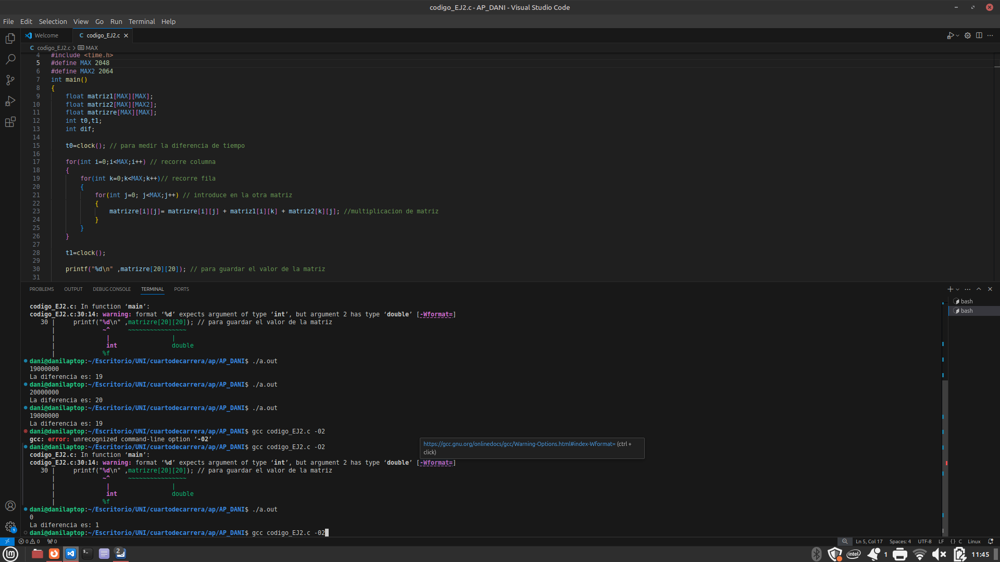 codigo_EJ2.c - AP_DANI - Visual Studio Code
File Edit Selection View Go Run Terminal Help
Welcome
C codigo_EJ2.c
C codigo_EJ2.c > MAX
4 #include <time.h>
5 #define MAX 2048
6 #define MAX2 2064
7 int main()
8 {
9 float matriz1[MAX][MAX];
10 float matriz2[MAX][MAX2];
11 float matrizre[MAX][MAX];
12 int t0,t1;
13 int dif;
14
15 t0=clock(); // para medir la diferencia de tiempo
16
17 for(int i=0;i<MAX;i++) // recorre columna
18 {
19 for(int k=0;k<MAX;k++)// recorre fila
20 {
21 for(int j=0; j<MAX;j++) // introduce en la otra matriz
22 {
23 matrizre[i][j]= matrizre[i][j] + matriz1[i][k] + matriz2[k][j]; //multiplicacion de matriz
24 }
25 }
26 }
27
28 t1=clock();
29
30 printf("%d\n" ,matrizre[20][20]); // para guardar el valor de la matriz
31
PROBLEMS OUTPUT DEBUG CONSOLE TERMINAL PORTS
bash
bash
codigo_EJ2.c: In function ‘main’:
codigo_EJ2.c:30:14: warning: format ‘%d’ expects argument of type ‘int’, but argument 2 has type ‘double’ [-Wformat=]
30 | printf("%d\n" ,matrizre[20][20]); // para guardar el valor de la matriz
| ~^ ~~~~~~~~~~~~~~~~
| | |
| int double
| %f
dani@danilaptop:~/Escritorio/UNI/cuartodecarrera/ap/AP_DANI$ ./a.out
19000000
La diferencia es: 19
dani@danilaptop:~/Escritorio/UNI/cuartodecarrera/ap/AP_DANI$ ./a.out
20000000
La diferencia es: 20
dani@danilaptop:~/Escritorio/UNI/cuartodecarrera/ap/AP_DANI$ ./a.out
19000000
La diferencia es: 19
dani@danilaptop:~/Escritorio/UNI/cuartodecarrera/ap/AP_DANI$ gcc codigo_EJ2.c -02
gcc: error: unrecognized command-line option ‘-02’
dani@danilaptop:~/Escritorio/UNI/cuartodecarrera/ap/AP_DANI$ gcc codigo_EJ2.c -O2
codigo_EJ2.c: In function ‘main’:
codigo_EJ2.c:30:14: warning: format ‘%d’ expects argument of type ‘int’, but argument 2 has type ‘double’ [-Wformat=]
30 | printf("%d\n" ,matrizre[20][20]); // para guardar el valor de la matriz
| ~^ ~~~~~~~~~~~~~~~~
| | |
| int double
| %f
https://gcc.gnu.org/onlinedocs/gcc/Warning-Options.html#index-Wformat= (ctrl +
click)
dani@danilaptop:~/Escritorio/UNI/cuartodecarrera/ap/AP_DANI$ ./a.out
0
La diferencia es: 1
dani@danilaptop:~/Escritorio/UNI/cuartodecarrera/ap/AP_DANI$ gcc codigo_EJ2.c -02
1
0 0 0 Ln 5, Col 17 Spaces: 4 UTF-8 LF {} C Linux
lm 2 intel 1 11:45